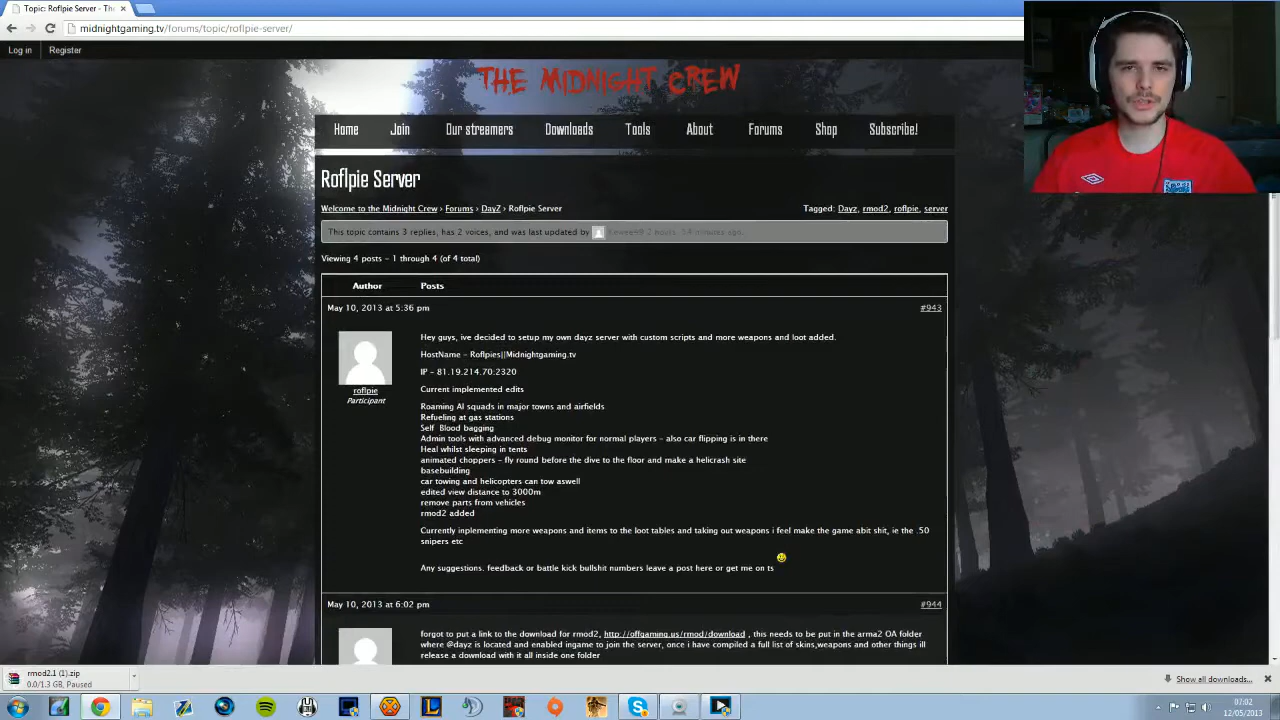 Topic: Roflpie Server - The
midnightgaming.tv/forums/topic/roflpie-server/
Log in
Register
THE MIDNIGHT CREW
Home
Join
Our streamers
Downloads
Tools
About
Forums
Shop
Subscribe!
Roflpie Server
Welcome to the Midnight Crew › Forums › DayZ › Roflpie Server
Tagged: Dayz, rmod2, roflpie, server
This topic contains 3 replies, has 2 voices, and was last updated by
2 posts 54 minutes ago.
Viewing 4 posts - 1 through 4 (of 4 total)
Author
Posts
May 10, 2013 at 5:36 pm
#943
roflpie
Participant
Hey guys, ive decided to setup my own dayz server with custom scripts and more weapons and loot added.
HostName - Roflpies||Midnightgaming.tv
IP - 81.19.214.70:2320
Current implemented edits
Roaming AI squads in major towns and airfields
Refueling at gas stations
Self Blood bagging
Admin tools with advanced debug monitor for normal players - also car flipping is in there
Heal whilst sleeping in tents
animated choppers - fly round before the dive to the floor and make a helicrash site
basebuilding
car towing and helicopters can tow aswell
edited view distance to 3000m
remove parts from vehicles
rmod2 added
Currently inplementing more weapons and items to the loot tables and taking out weapons i feel make the game abit shit, ie the .50
snipers etc
Any suggestions. feedback or battle kick bullshit numbers leave a post here or get me on ts
May 10, 2013 at 6:02 pm
#944
forgot to put a link to the download for rmod2, http://offgaming.us/rmod/download , this needs to be put in the arma2 OA folder
where @dayz is located and enabled ingame to join the server, once i have compiled a full list of skins,weapons and other things ill
release a download with it all inside one folder
rmod2.1 (1).zip
0.0/1.3 GB, Paused
Show all downloads...
07:02
12/05/2013